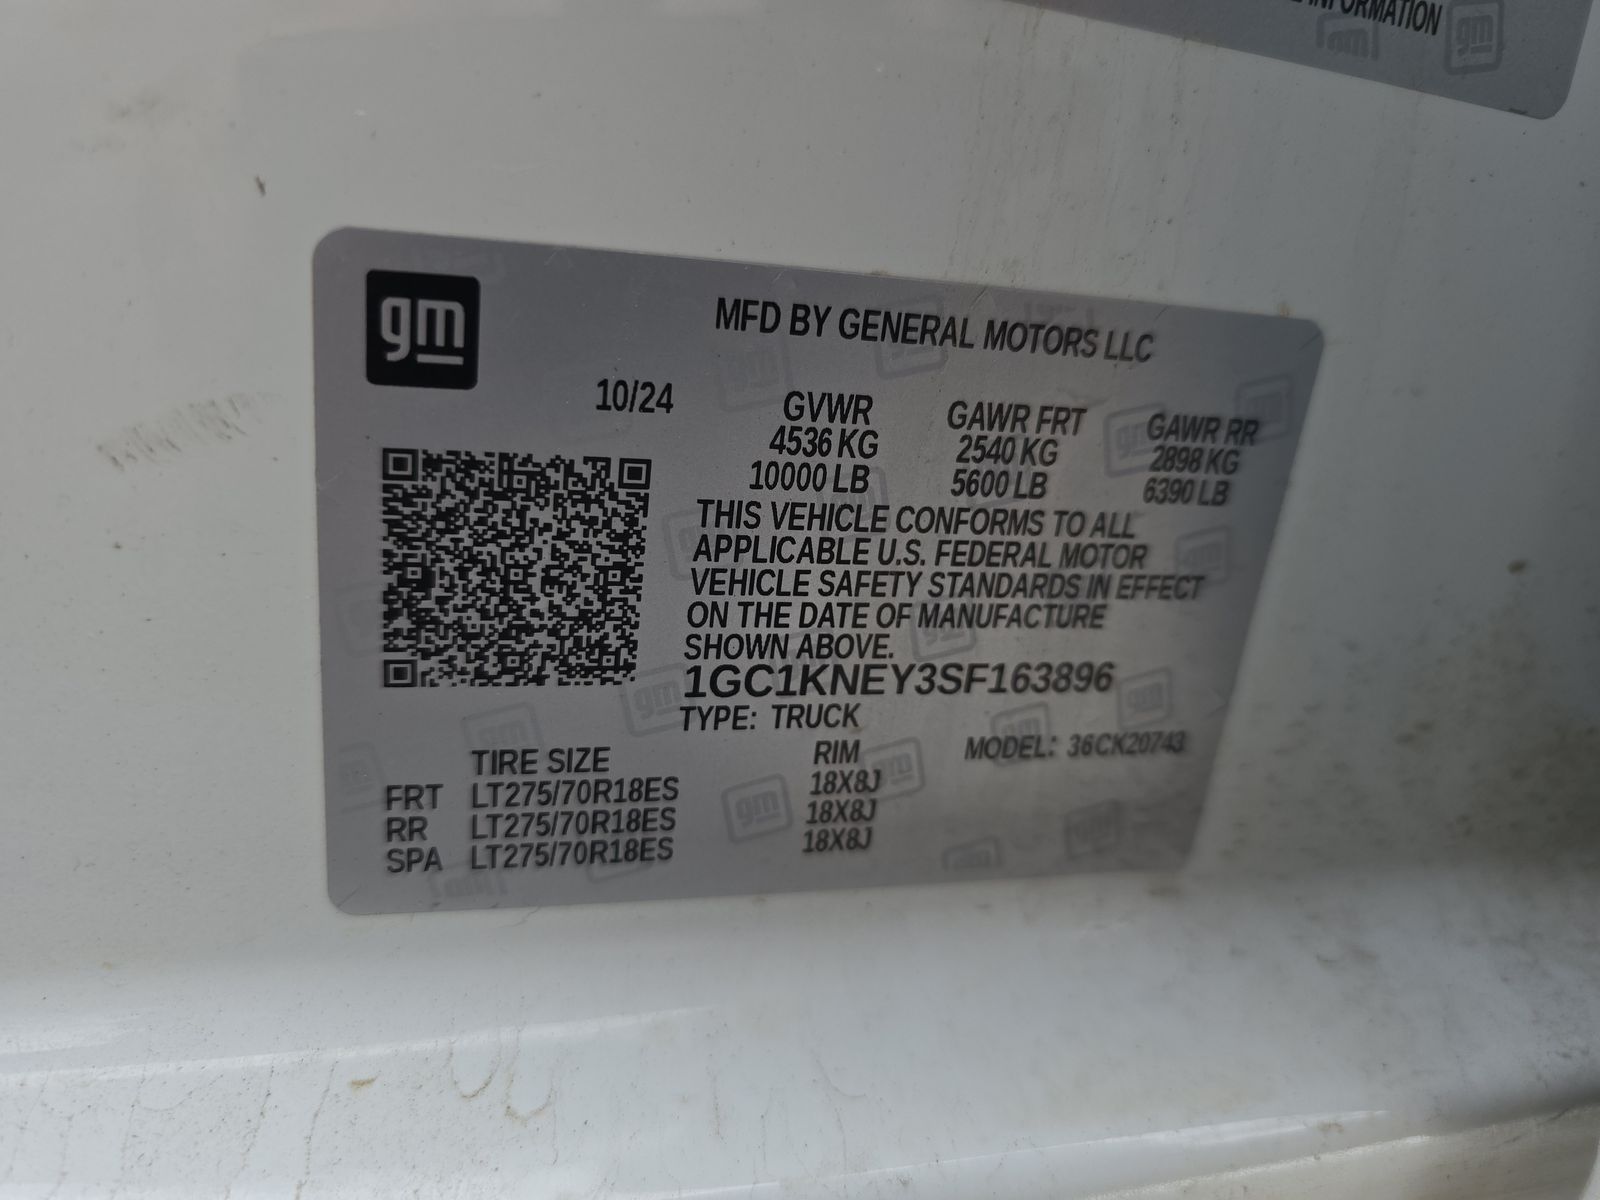 INFORMATION
gm
MFD BY GENERAL MOTORS LLC
10/24
GVWR GAWR FRT GAWR RR
4536 KG 2540 KG 2898 KG
10000 LB 5600 LB 6390 LB
THIS VEHICLE CONFORMS TO ALL
APPLICABLE U.S. FEDERAL MOTOR
VEHICLE SAFETY STANDARDS IN EFFECT
ON THE DATE OF MANUFACTURE
SHOWN ABOVE.
1GC1KNEY3SF163896
TYPE: TRUCK
TIRE SIZE RIM MODEL: 36CK20743
FRT LT275/70R18ES 18X8J
RR LT275/70R18ES 18X8J
SPA LT275/70R18ES 18X8J